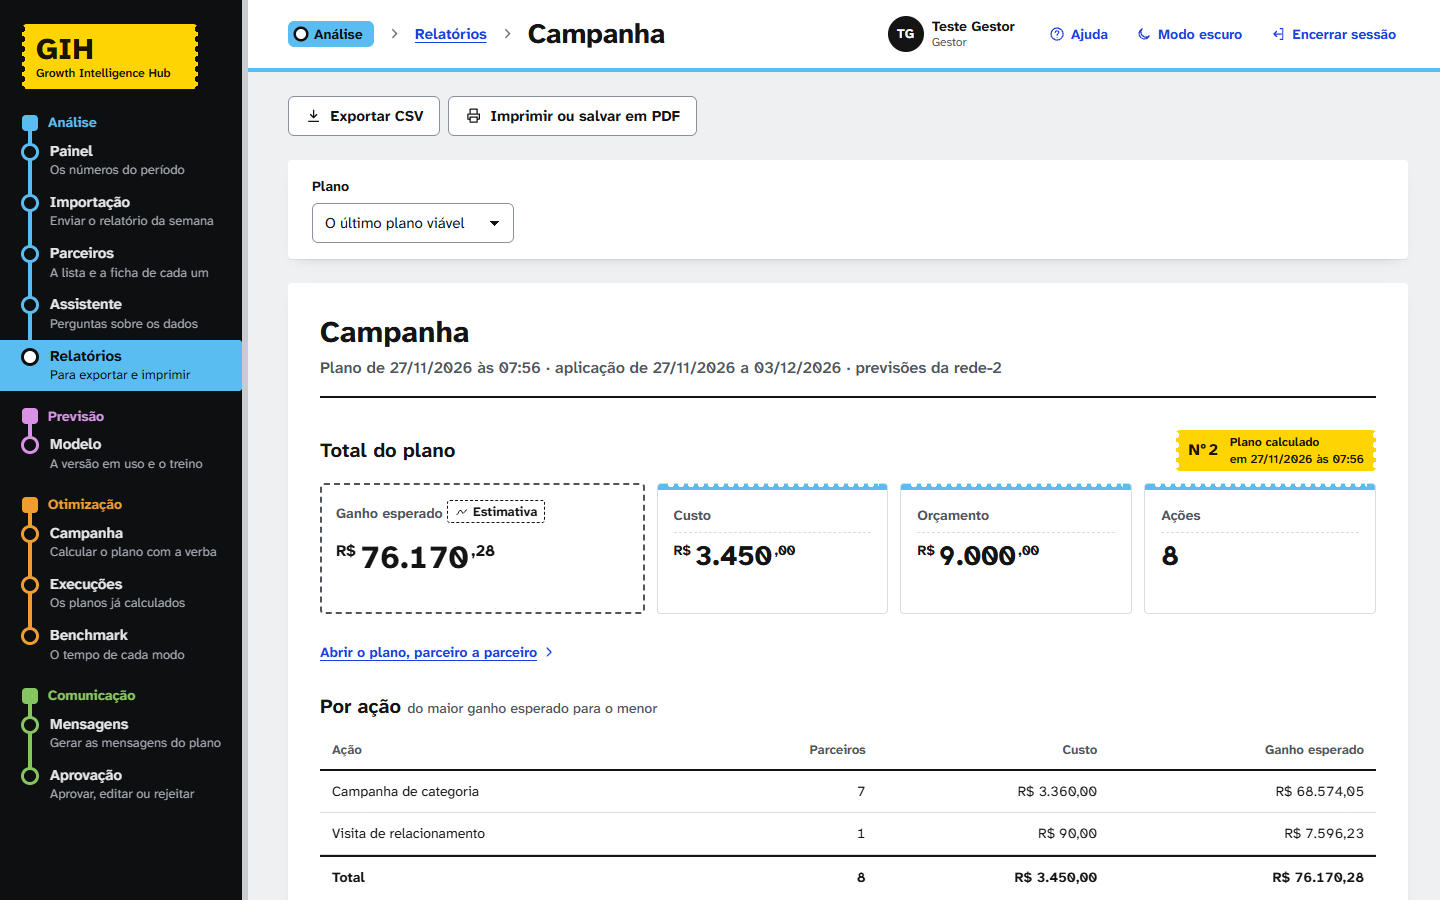 GIH
Growth Intelligence Hub
Análise
Painel
Os números do período
Importação
Enviar o relatório da semana
Parceiros
A lista e a ficha de cada um
Assistente
Perguntas sobre os dados
Relatórios
Para exportar e imprimir
Previsão
Modelo
A versão em uso e o treino
Otimização
Campanha
Calcular o plano com a verba
Execuções
Os planos já calculados
Benchmark
O tempo de cada modo
Comunicação
Mensagens
Gerar as mensagens do plano
Aprovação
Aprovar, editar ou rejeitar
Análise > Relatórios > Campanha
TG
Teste Gestor
Gestor
Ajuda
Modo escuro
Encerrar sessão
Exportar CSV
Imprimir ou salvar em PDF
Plano
O último plano viável
Campanha
Plano de 27/11/2026 às 07:56 · aplicação de 27/11/2026 a 03/12/2026 · previsões da rede-2
Total do plano
Nº 2
Plano calculado
em 27/11/2026 às 07:56
Ganho esperado Estimativa
R$ 76.170,28
Custo
R$ 3.450,00
Orçamento
R$ 9.000,00
Ações
8
Abrir o plano, parceiro a parceiro >
Por ação do maior ganho esperado para o menor
Ação Parceiros Custo Ganho esperado
Campanha de categoria 7 R$ 3.360,00 R$ 68.574,05
Visita de relacionamento 1 R$ 90,00 R$ 7.596,23
Total 8 R$ 3.450,00 R$ 76.170,28